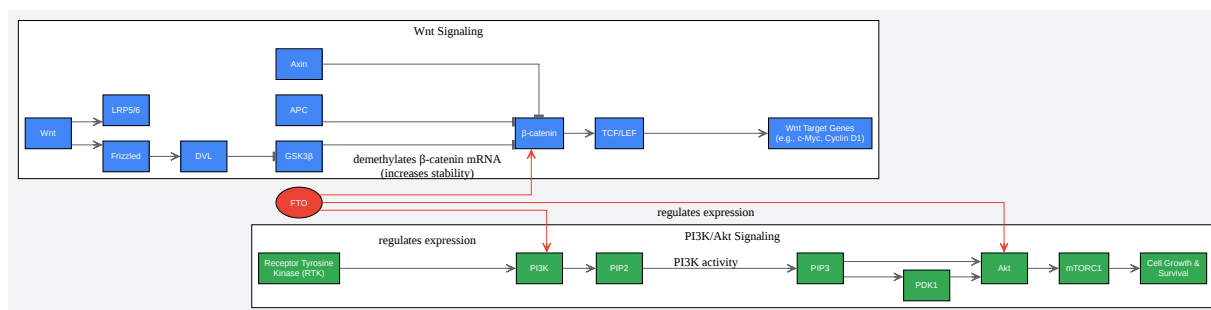 Wnt Signaling
Axin
LRP5/6
APC
Wnt
β-catenin
TCF/LEF
Wnt Target Genes
(e.g., c-Myc, Cyclin D1)
Frizzled
DVL
GSK3β
demethylates β-catenin mRNA
(increases stability)
FTO
regulates expression
PI3K/Akt Signaling
regulates expression
Receptor Tyrosine
Kinase (RTK)
PI3K
PIP2
PI3K activity
PIP3
PDK1
Akt
mTORC1
Cell Growth &
Survival